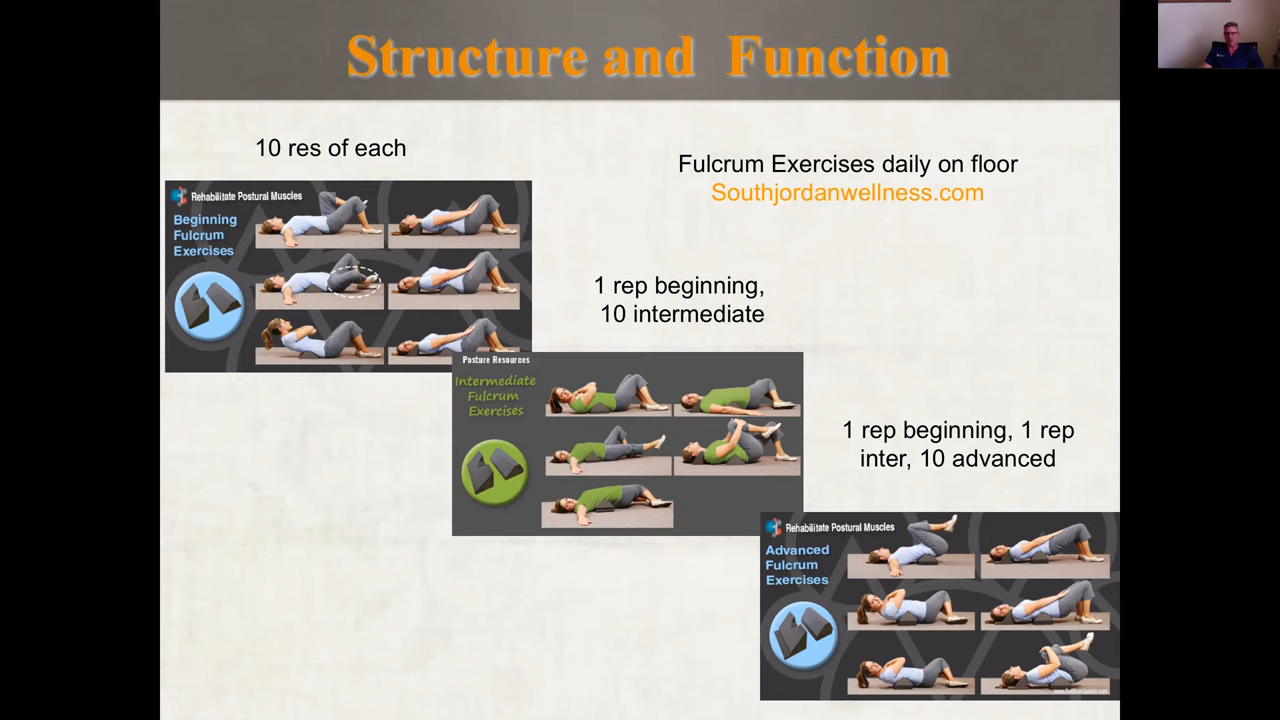 Structure and Function
10 res of each
Fulcrum Exercises daily on floor
Southjordanwellness.com
Rehabilitate Postural Muscles
Beginning
Fulcrum
Exercises
1 rep beginning,
10 intermediate
Posture Resources
Intermediate
Fulcrum
Exercises
1 rep beginning, 1 rep
inter, 10 advanced
Rehabilitate Postural Muscles
Advanced
Fulcrum
Exercises